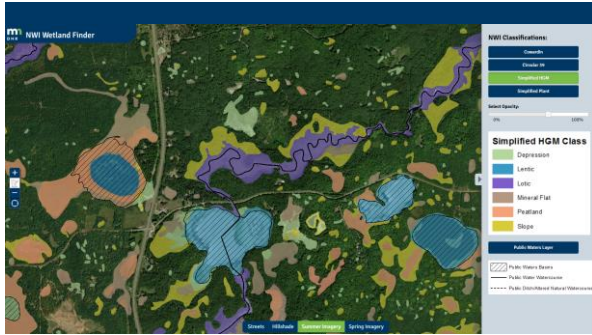 m
DNR
NWI Wetland Finder
NWI Classifications:
Cowardin
Circular 39
Simplified HGM
Simplified Plant
Select Opacity:
0%
100%
Simplified HGM Class
Depression
Lentic
Lotic
Mineral Flat
Peatland
Slope
Public Waters Layer
Public Waters Basins
Public Water Watercourse
Public Ditch/Altered Natural Watercourse
Streets
Hillshade
Summer Imagery
Spring Imagery